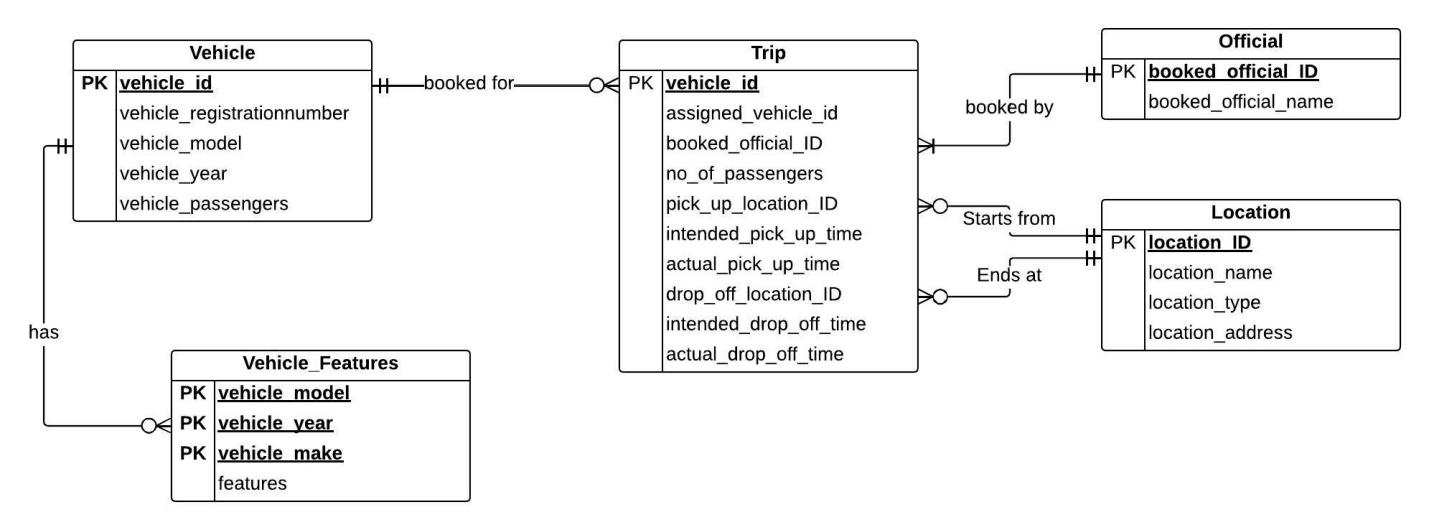 Vehicle
PK vehicle_id
vehicle_registrationnumber
vehicle_model
vehicle_year
vehicle_passengers
booked for
Trip
PK vehicle_id
assigned_vehicle_id
booked_official_ID
no_of_passengers
pick_up_location_ID
intended_pick_up_time
actual_pick_up_time
drop_off_location_ID
intended_drop_off_time
actual_drop_off_time
booked by
Official
PK booked_official_ID
booked_official_name
Starts from
Ends at
Location
PK location_ID
location_name
location_type
location_address
has
Vehicle_Features
PK vehicle_model
PK vehicle_year
PK vehicle_make
features